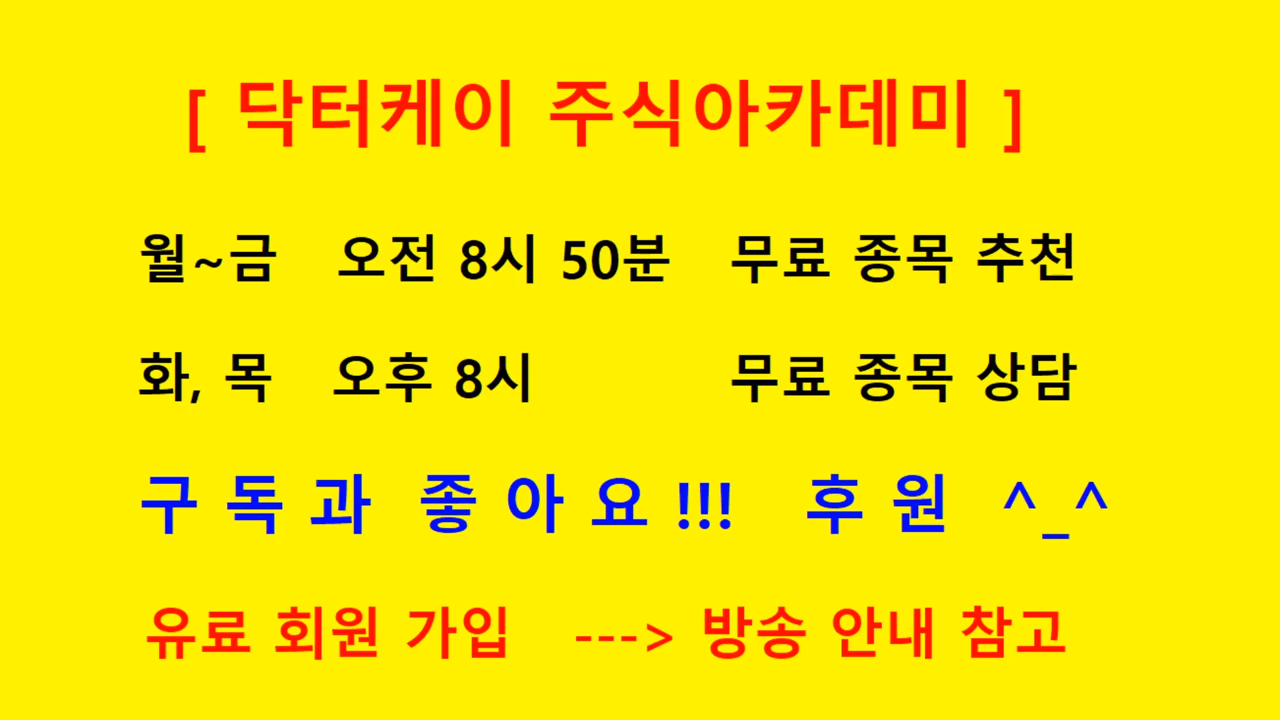 [ 닥터케이 주식아카데미 ]
월~금 오전 8시 50분 무료 종목 추천
화, 목 오후 8시 무료 종목 상담
구 독 과 좋 아 요 !!! 후 원 ^_^
유료 회원 가입 ---> 방송 안내 참고